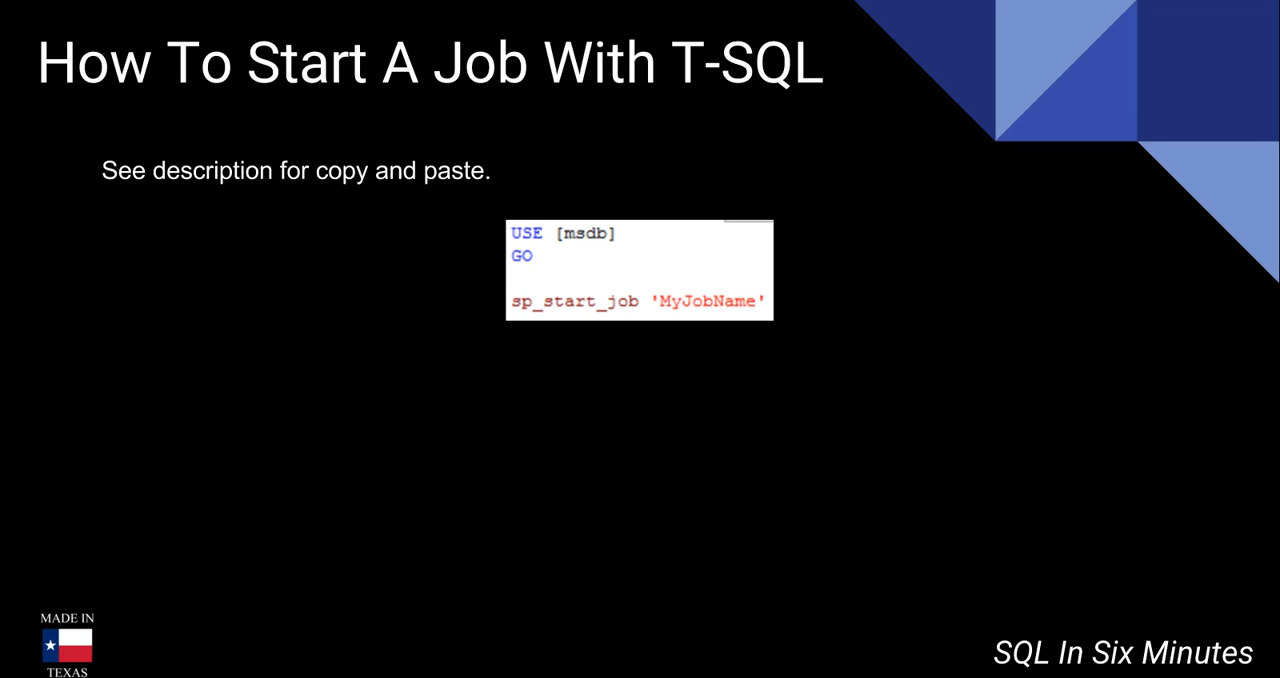 How To Start A Job With T-SQL
See description for copy and paste.
USE [msdb]
GO
sp_start_job 'MyJobName'
MADE IN
TEXAS
SQL In Six Minutes